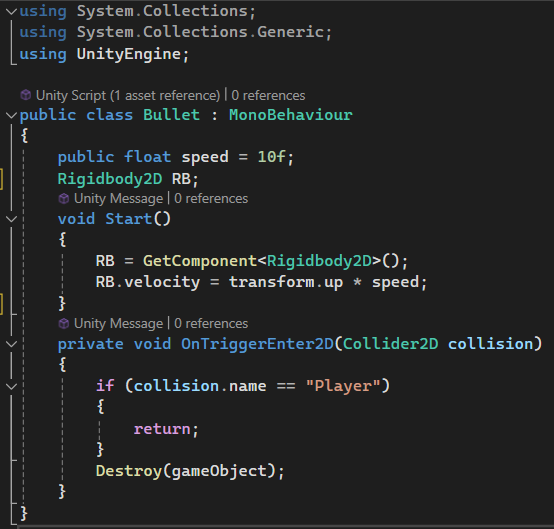 using System.Collections;
using System.Collections.Generic;
using UnityEngine;
Unity Script (1 asset reference) | 0 references
public class Bullet : MonoBehaviour
{
    public float speed = 10f;
    Rigidbody2D RB;
    Unity Message | 0 references
    void Start()
    {
        RB = GetComponent<Rigidbody2D>();
        RB.velocity = transform.up * speed;
    }
    Unity Message | 0 references
    private void OnTriggerEnter2D(Collider2D collision)
    {
        if (collision.name == "Player")
        {
            return;
        }
        Destroy(gameObject);
    }
}